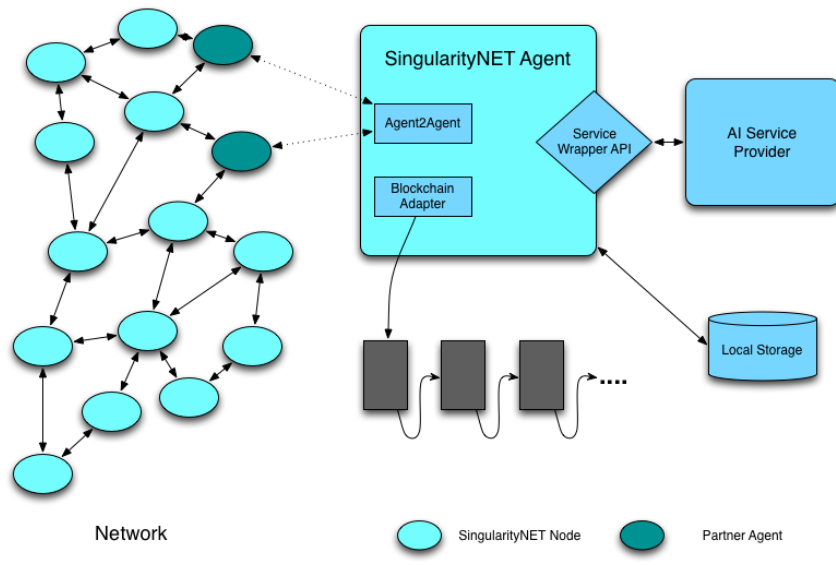 SingularityNET Agent
Agent2Agent
Blockchain
Adapter
Service
Wrapper API
AI Service
Provider
Local Storage
....
Network
SingularityNET Node
Partner Agent